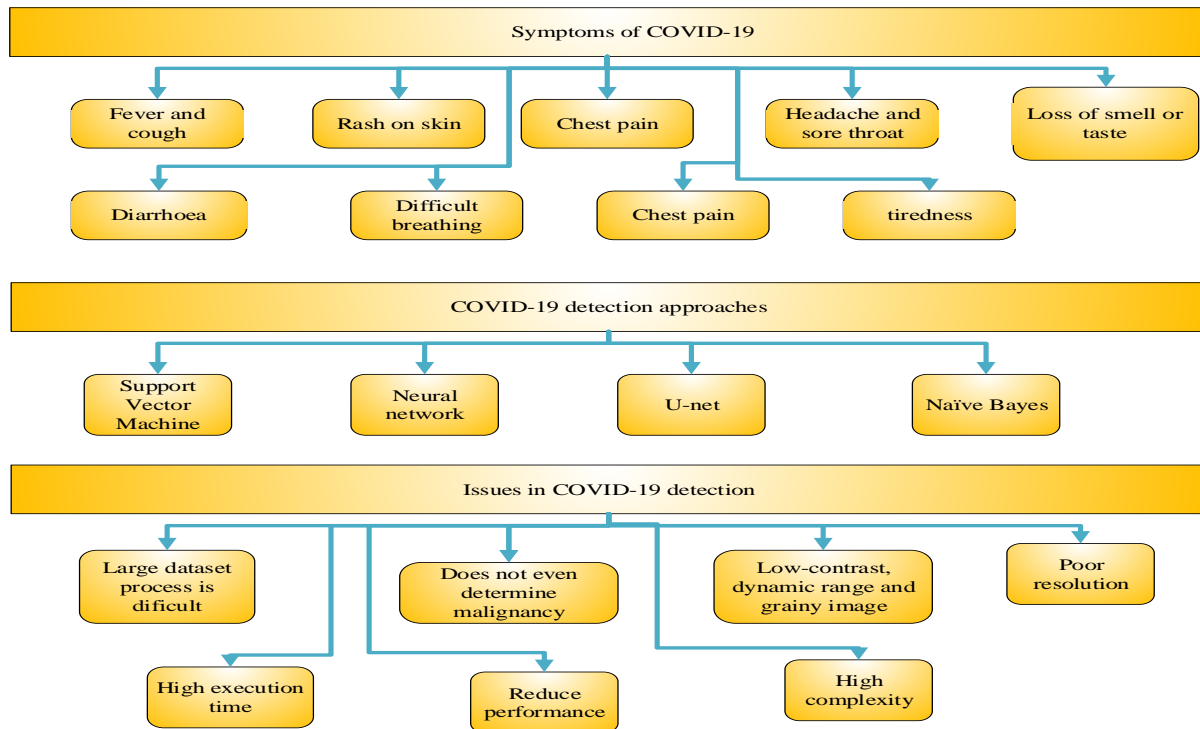 Symptoms of COVID-19
Fever and
cough
Rash on skin
Chest pain
Headache and
sore throat
Loss of smell or
taste
Diarrhoea
Difficult
breathing
Chest pain
tiredness
COVID-19 detection approaches
Support
Vector
Machine
Neural
network
U-net
Naïve Bayes
Issues in COVID-19 detection
Large dataset
process is
dificult
Does not even
determine
malignancy
Low-contrast,
dynamic range and
grainy image
Poor
resolution
High execution
time
Reduce
performance
High
complexity